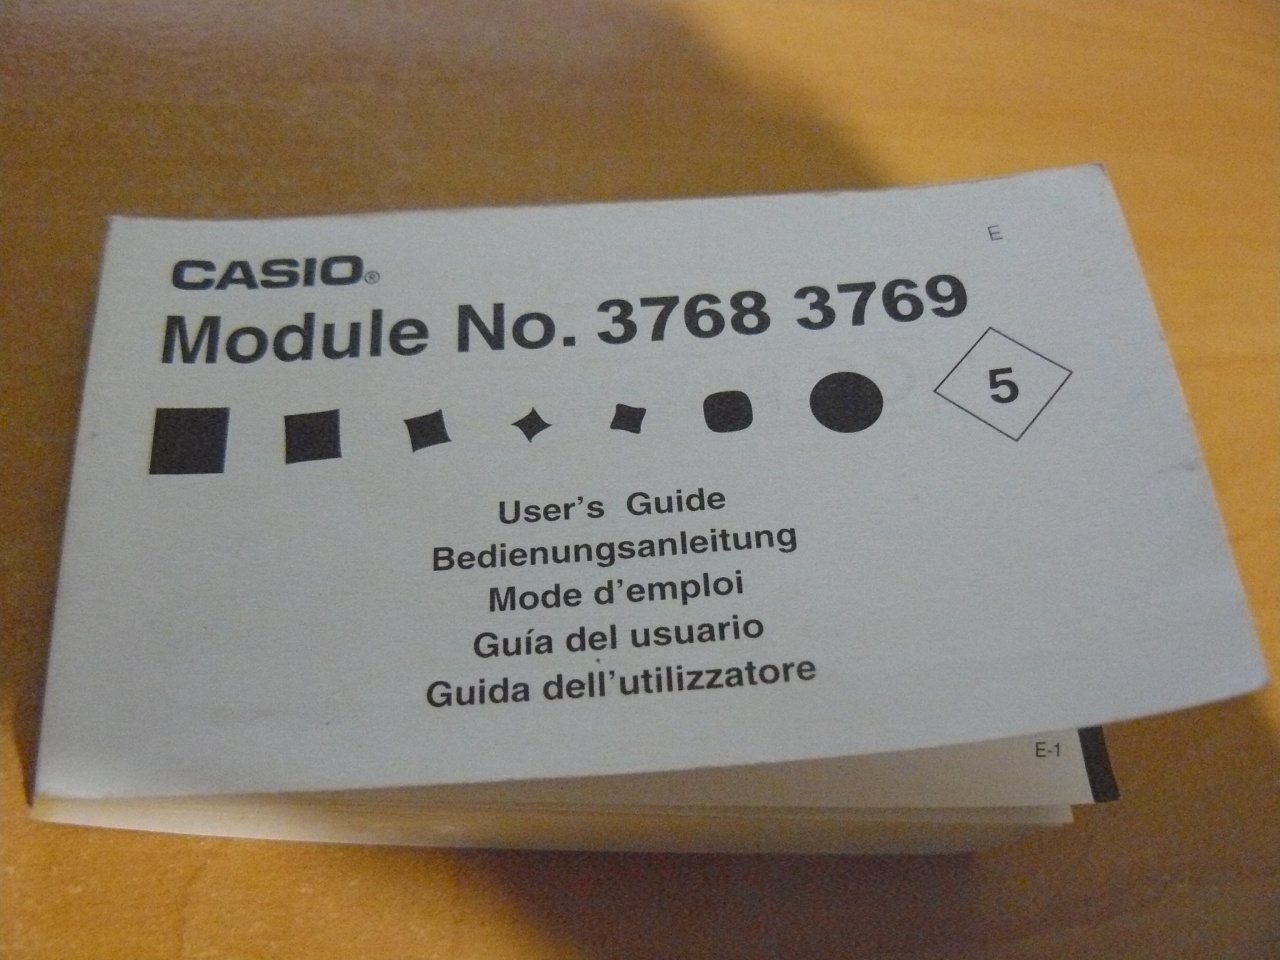 E
CASIO®
Module No. 3768 3769
5
User's Guide
Bedienungsanleitung
Mode d'emploi
Guía del usuario
Guida dell'utilizzatore
E-1